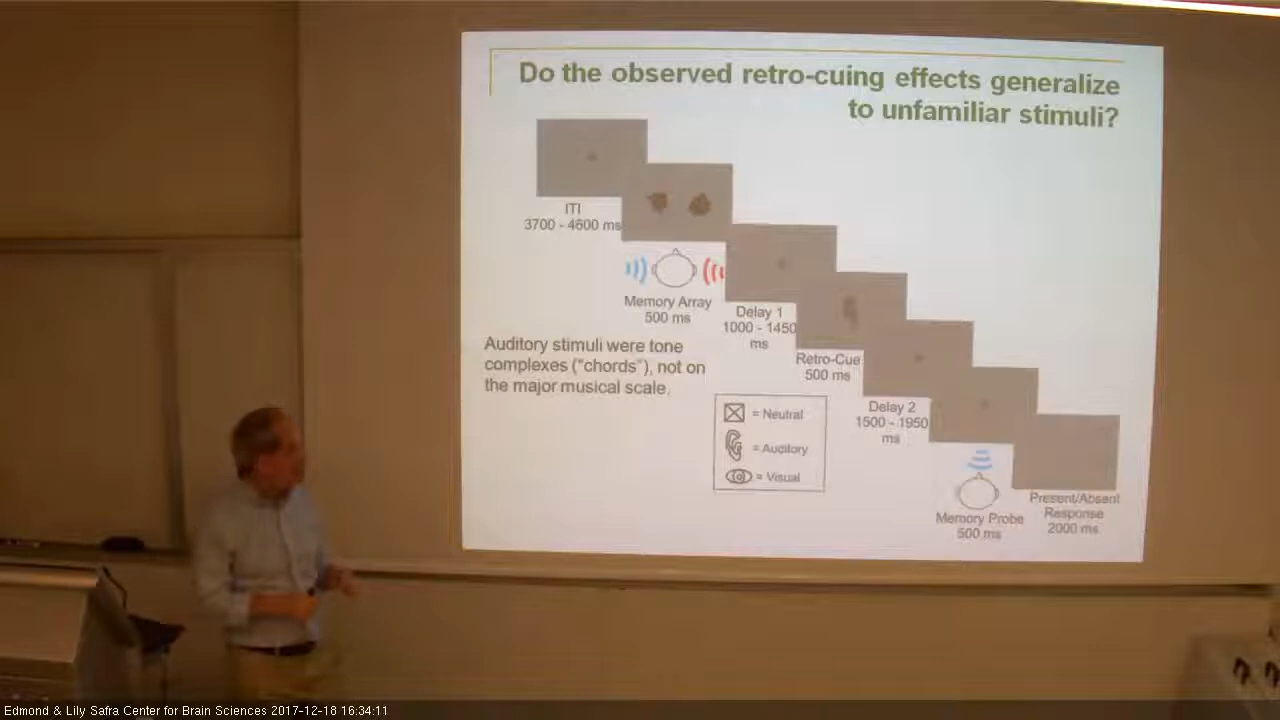 Do the observed retro-cuing effects generalize
to unfamiliar stimuli?
ITI
3700 - 4600 ms
Memory Array
500 ms
Delay 1
1000 - 1450
ms
Retro-Cue
500 ms
Delay 2
1500 - 1950
ms
Memory Probe
500 ms
Present/Absent
Response
2000 ms
Auditory stimuli were tone
complexes ("chords"), not on
the major musical scale.
= Neutral
= Auditory
= Visual
Edmond & Lily Safra Center for Brain Sciences 2017-12-18 16:34:11